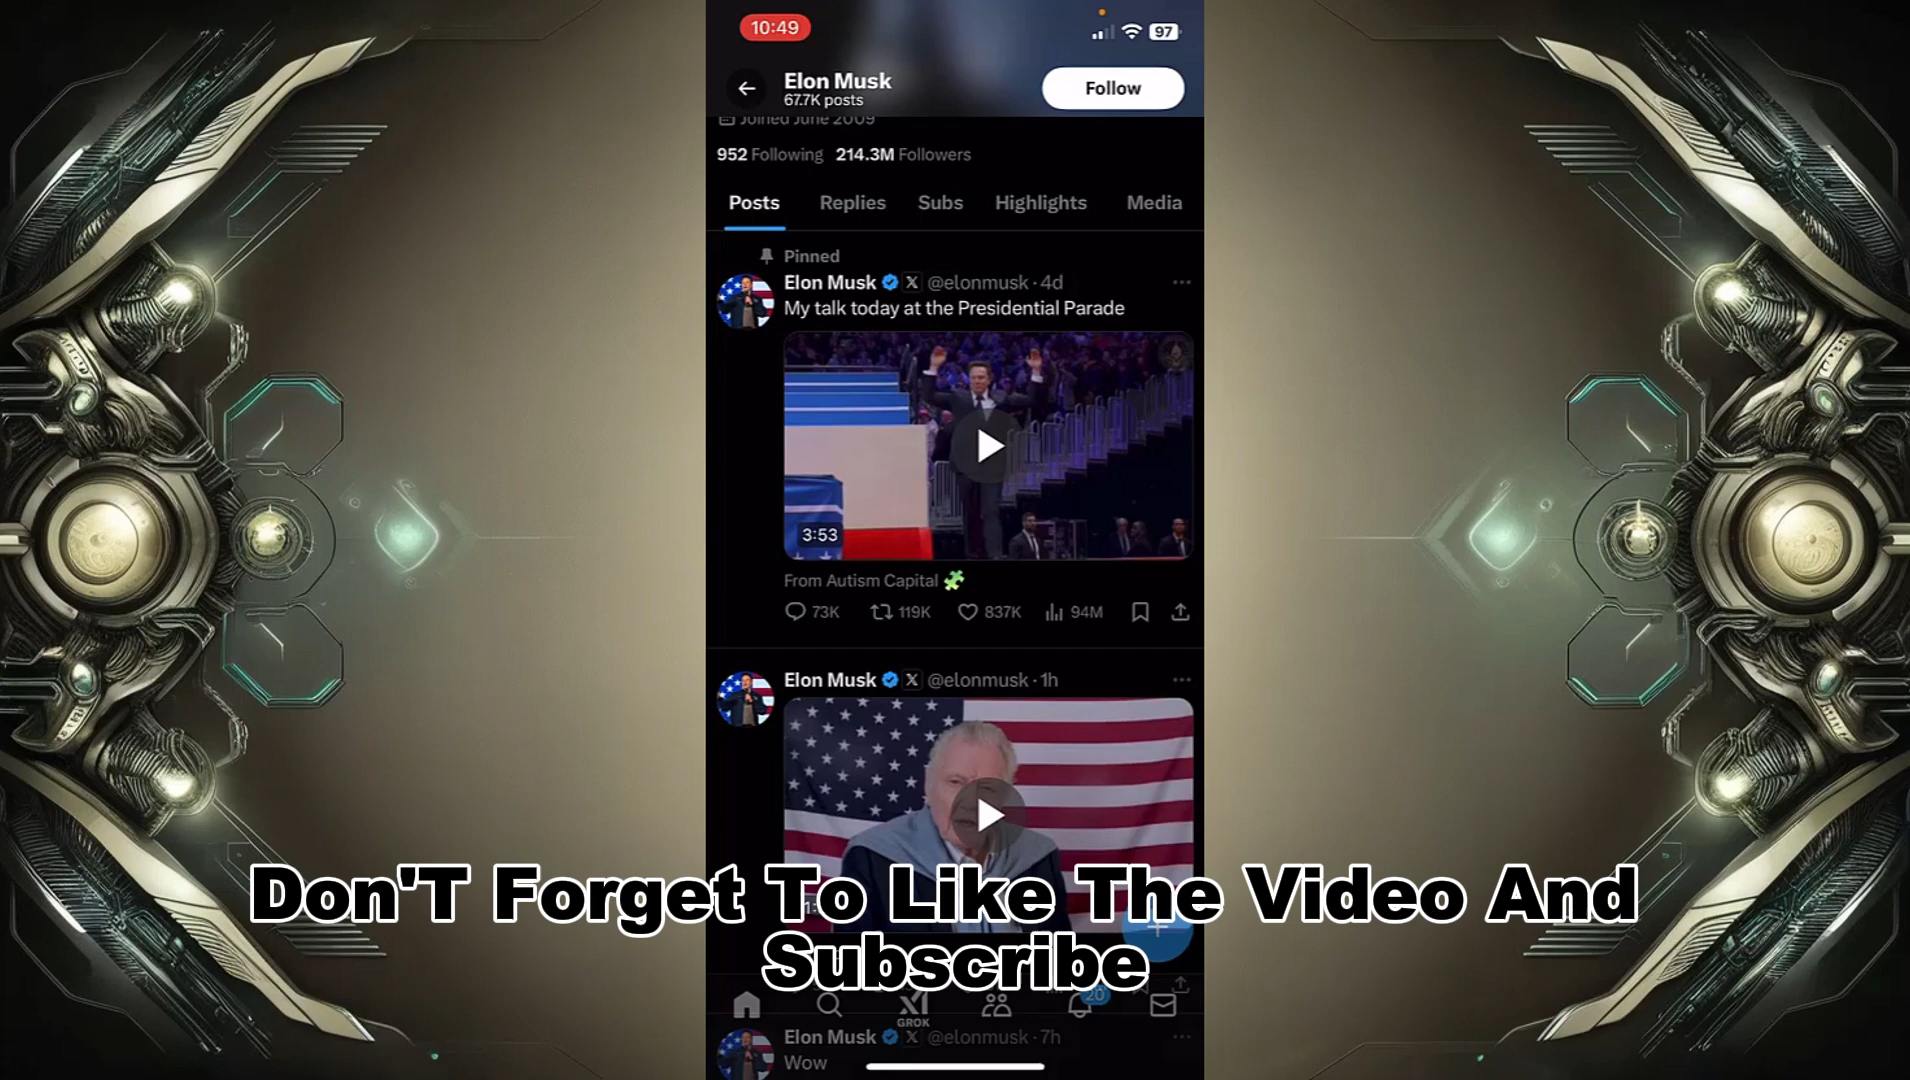 10:49
97
Elon Musk
67.7K posts
Follow
Joined June 2009
952 Following 214.3M Followers
Posts Replies Subs Highlights Media
Pinned
Elon Musk @elonmusk · 4d
My talk today at the Presidential Parade
3:53
From Autism Capital
73K 119K 837K 94M
Elon Musk @elonmusk · 1h
Don'T Forget To Like The Video And
Subscribe
20
GROK
Elon Musk @elonmusk · 7h
Wow